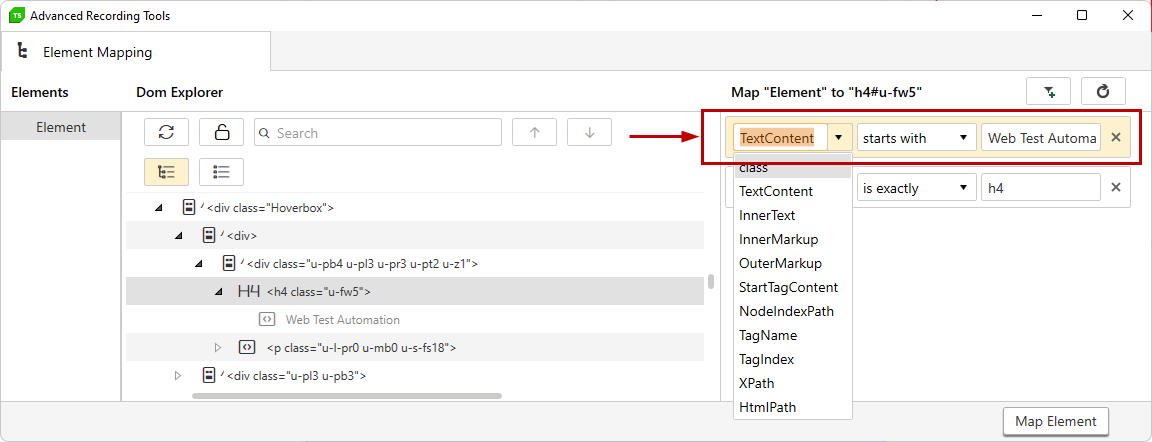 TS Advanced Recording Tools
Element Mapping
Elements
Dom Explorer
Map "Element" to "h4#u-fw5"
Element
Search
TextContent
starts with
Web Test Automa
class
TextContent
InnerText
InnerMarkup
OuterMarkup
StartTagContent
NodeIndexPath
TagName
TagIndex
XPath
HtmlPath
is exactly
h4
<div class="Hoverbox">
<div>
<div class="u-pb4 u-pl3 u-pr3 u-pt2 u-z1">
H4 <h4 class="u-fw5">
Web Test Automation
<p class="u-l-pr0 u-mb0 u-s-fs18">
<div class="u-pl3 u-pb3">
Map Element